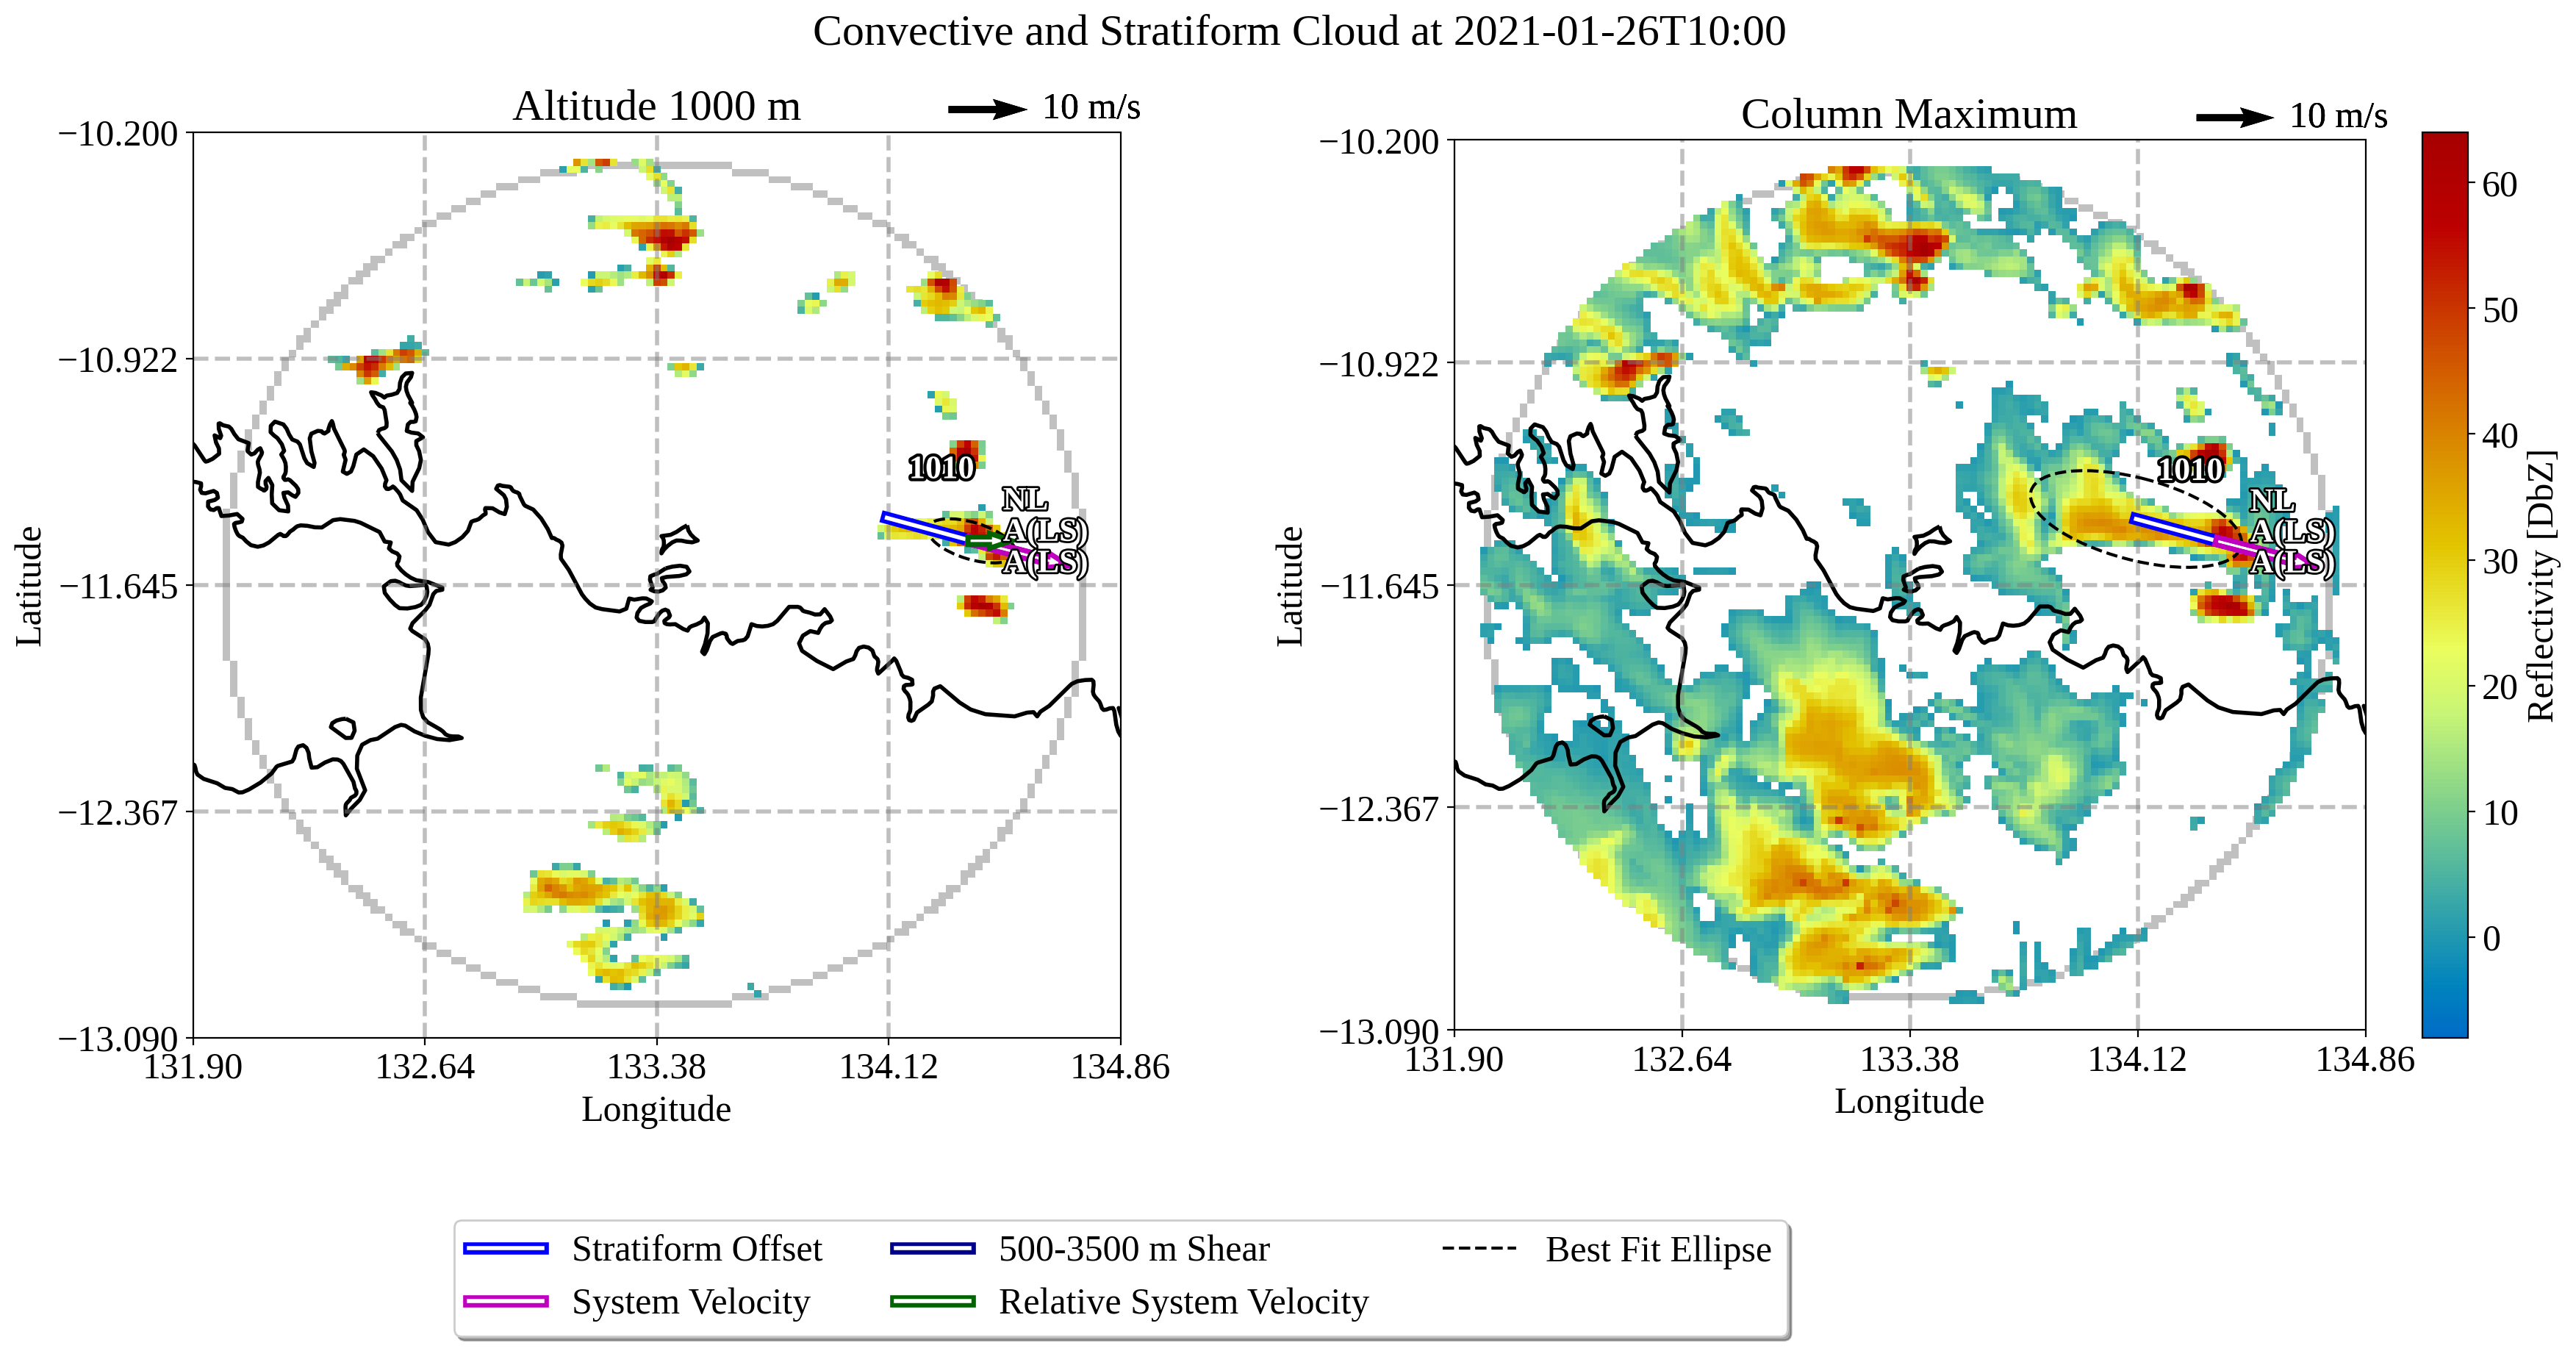 Convective and Stratiform Cloud at 2021-01-26T10:00
Altitude 1000 m
10 m/s
Column Maximum
10 m/s
−10.200
−10.922
−11.645
−12.367
−13.090
131.90
132.64
133.38
134.12
134.86
Latitude
Longitude
1010
NL
A(LS)
A(LS)
−10.200
−10.922
−11.645
−12.367
−13.090
131.90
132.64
133.38
134.12
134.86
Latitude
Longitude
1010
NL
A(LS)
A(LS)
60
50
40
30
20
10
0
Reflectivity [DbZ]
Stratiform Offset
500-3500 m Shear
Best Fit Ellipse
System Velocity
Relative System Velocity